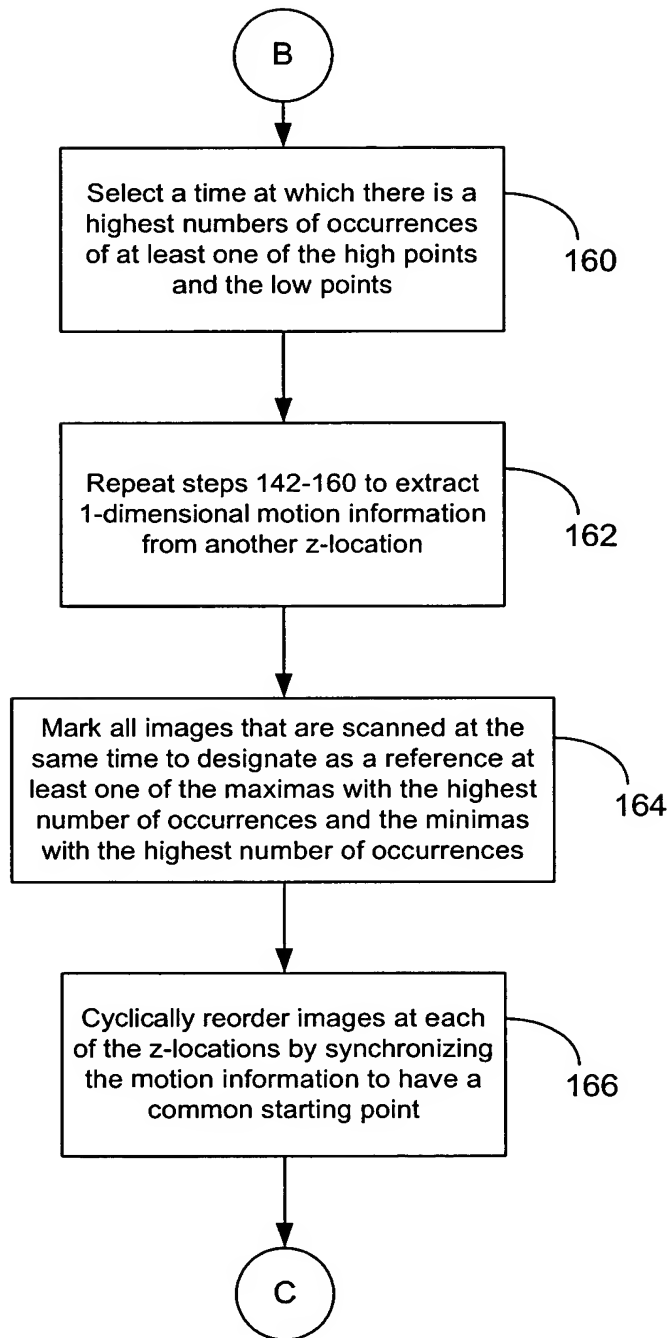 B
Select a time at which there is a
highest numbers of occurrences
of at least one of the high points
and the low points
160
Repeat steps 142-160 to extract
1-dimensional motion information
from another z-location
162
Mark all images that are scanned at the
same time to designate as a reference at
least one of the maximas with the highest
number of occurrences and the minimas
with the highest number of occurrences
164
Cyclically reorder images at each
of the z-locations by synchronizing
the motion information to have a
common starting point
166
C